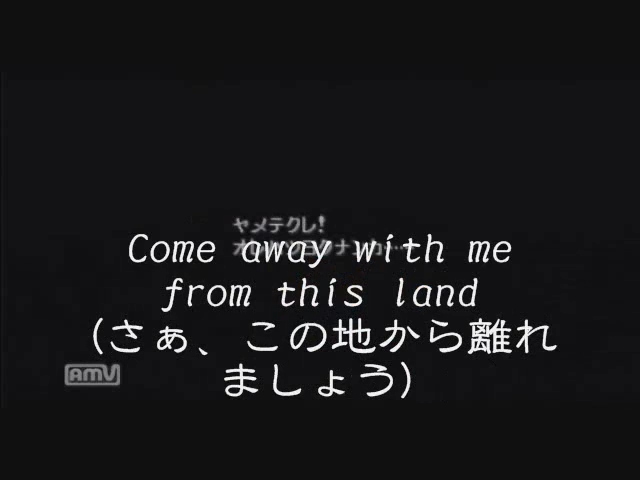 ヤメテクレ!
Come away with me
from this land
(さぁ、この地から離れ
ましょう)
AMV